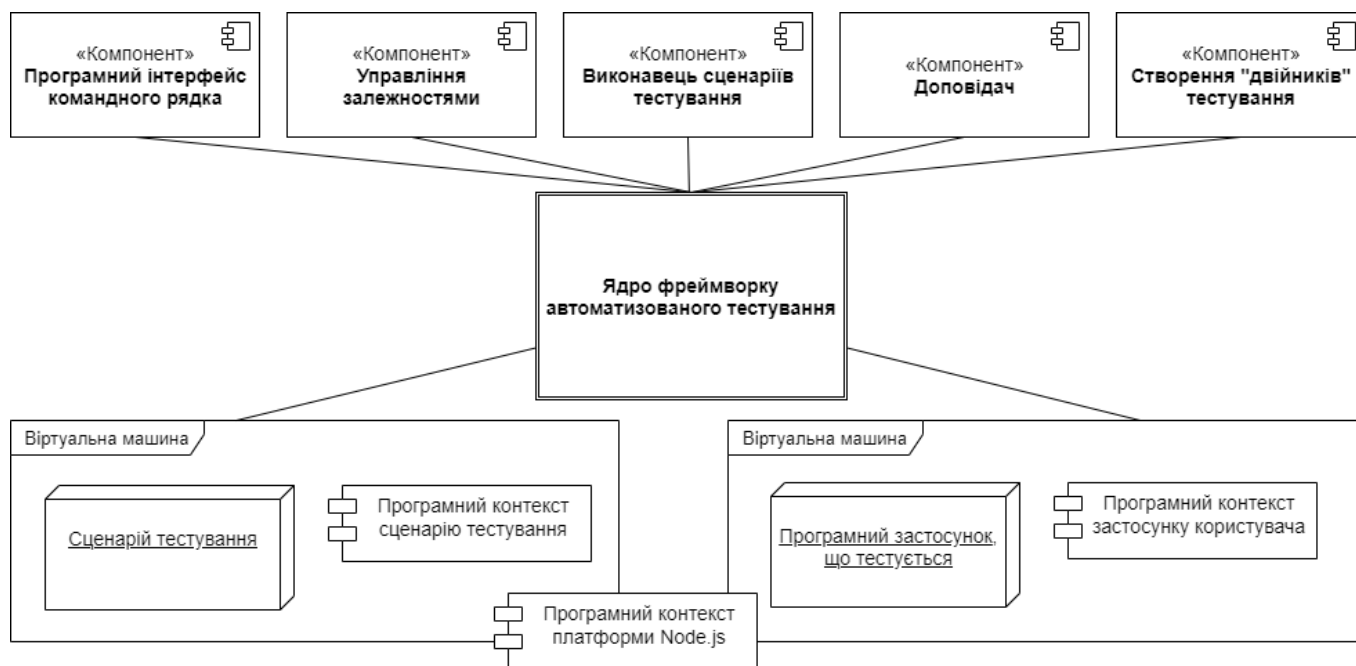 «Компонент»
Програмний інтерфейс
командного рядка
«Компонент»
Управління
залежностями
«Компонент»
Виконавець сценаріїв
тестування
«Компонент»
Доповідач
«Компонент»
Створення "двійників"
тестування
Ядро фреймворку
автоматизованого тестування
Віртуальна машина
Сценарій тестування
Програмний контекст
сценарію тестування
Віртуальна машина
Програмний застосунок,
що тестується
Програмний контекст
застосунку користувача
Програмний контекст
платформи Node.js